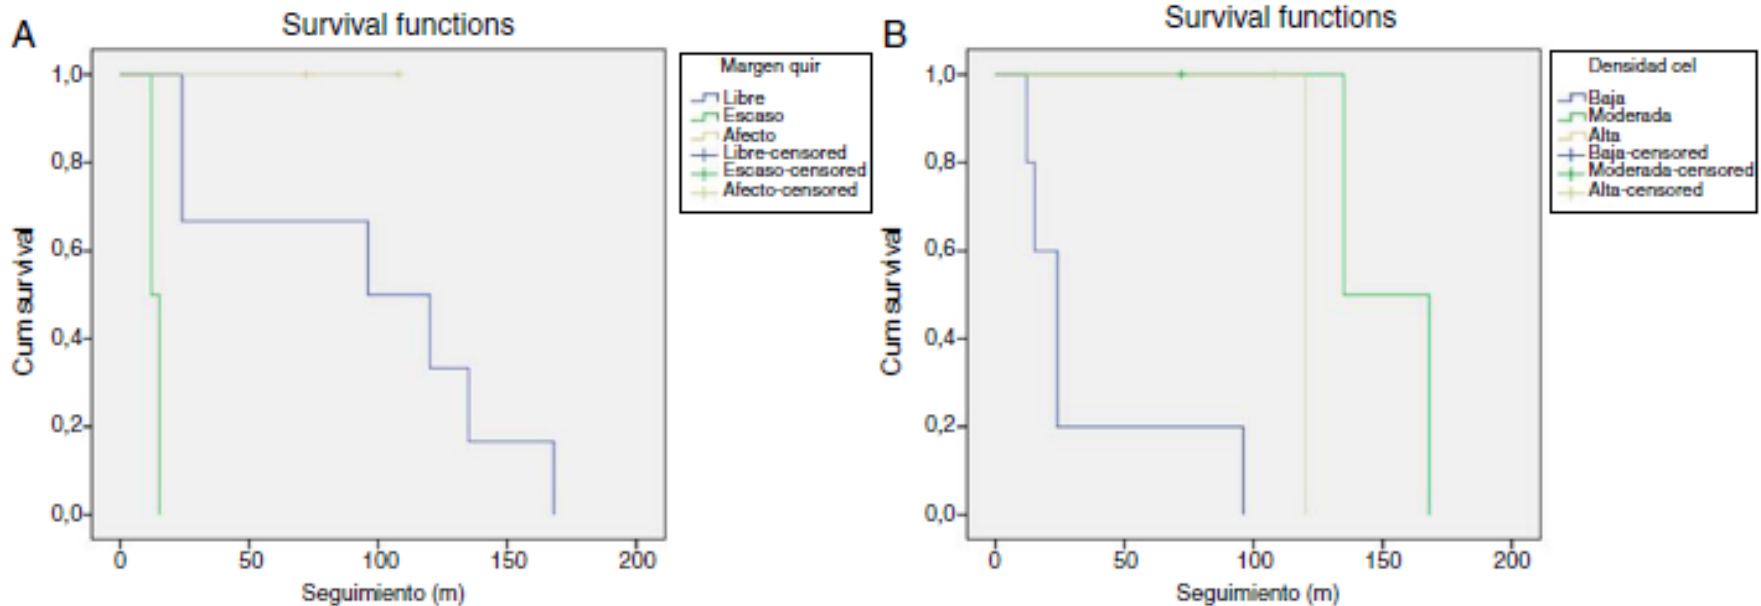 A
Survival functions
1,0
0,8
0,6
0,4
0,2
0,0
Cum survival
0
50
100
150
200
Seguimiento (m)
Margen quir
Libre
Escaso
Afecto
Libre-censored
Escaso-censored
Afecto-censored
B
Survival functions
1,0
0,8
0,6
0,4
0,2
0,0
Cum survival
0
50
100
150
200
Seguimiento (m)
Densidad cel
Baja
Moderada
Alta
Baja-censored
Moderada-censored
Alta-censored